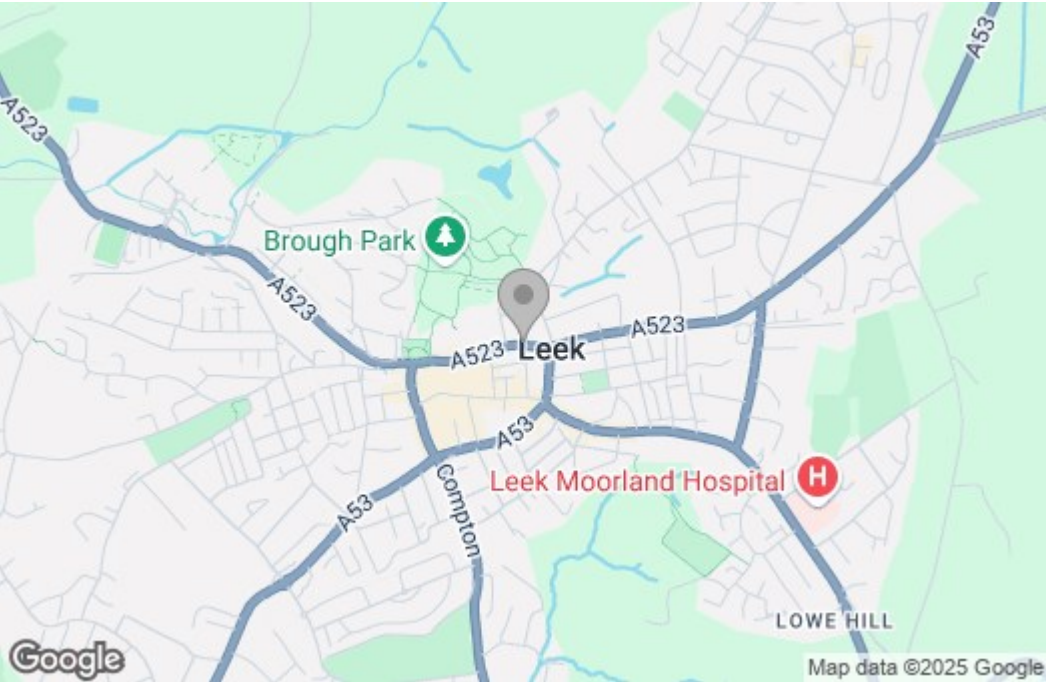 A53
A523
Brough Park
A523
A523
A523
Leek
A53
Leek Moorland Hospital
H
A53
Compton
LOWE HILL
Google
Map data ©2025 Google